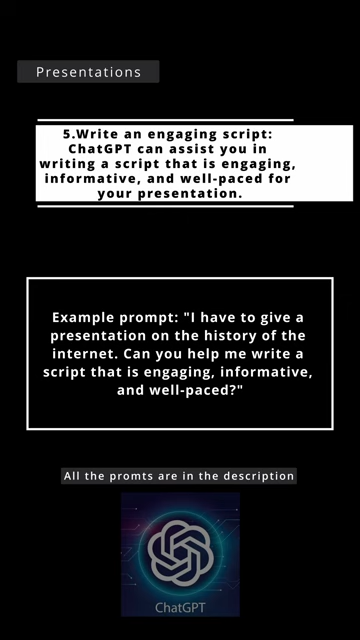 Presentations
5.Write an engaging script:
ChatGPT can assist you in
writing a script that is engaging,
informative, and well-paced for
your presentation.
Example prompt: "I have to give a
presentation on the history of the
internet. Can you help me write a
script that is engaging, informative,
and well-paced?"
All the promts are in the description
ChatGPT